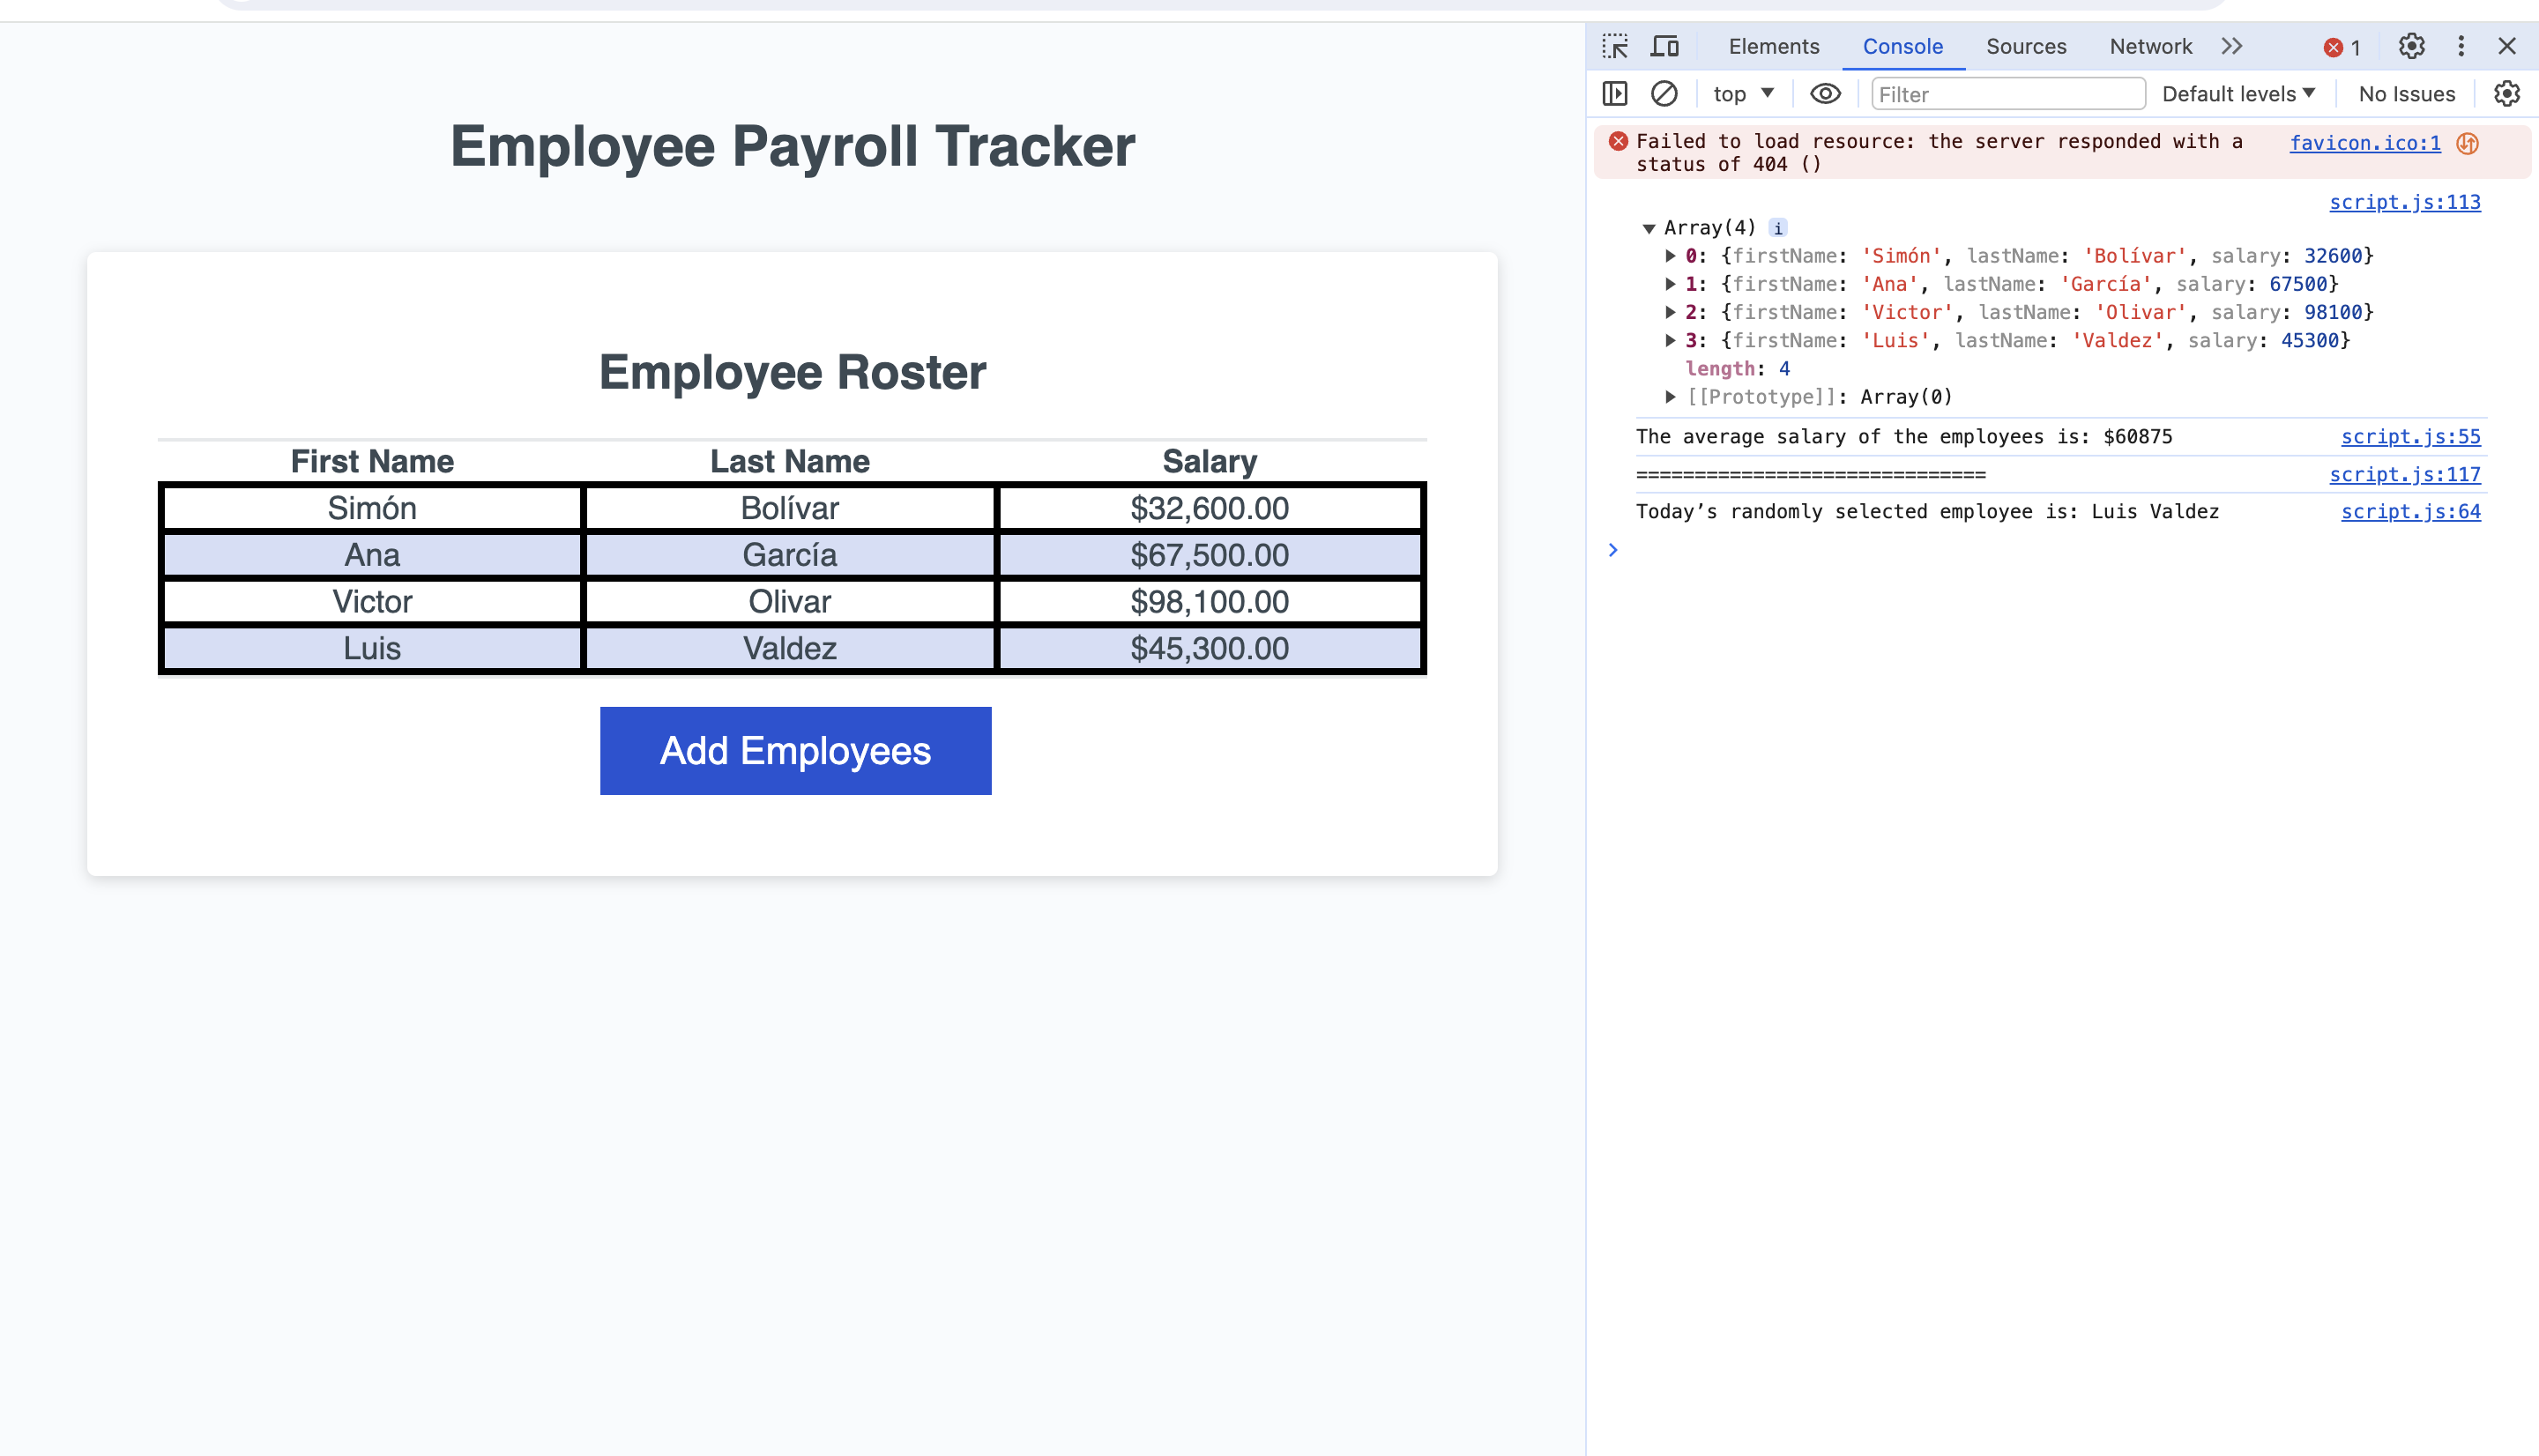 Employee Payroll Tracker
Employee Roster
First Name Last Name Salary
Simón Bolívar $32,600.00
Ana García $67,500.00
Victor Olivar $98,100.00
Luis Valdez $45,300.00
Add Employees
Elements Console Sources Network 1
top Filter Default levels No Issues
Failed to load resource: the server responded with a favicon.ico:1
status of 404 ()
script.js:113
Array(4) i
0: {firstName: 'Simón', lastName: 'Bolívar', salary: 32600}
1: {firstName: 'Ana', lastName: 'García', salary: 67500}
2: {firstName: 'Victor', lastName: 'Olivar', salary: 98100}
3: {firstName: 'Luis', lastName: 'Valdez', salary: 45300}
length: 4
[[Prototype]]: Array(0)
The average salary of the employees is: $60875 script.js:55
============================== script.js:117
Today’s randomly selected employee is: Luis Valdez script.js:64